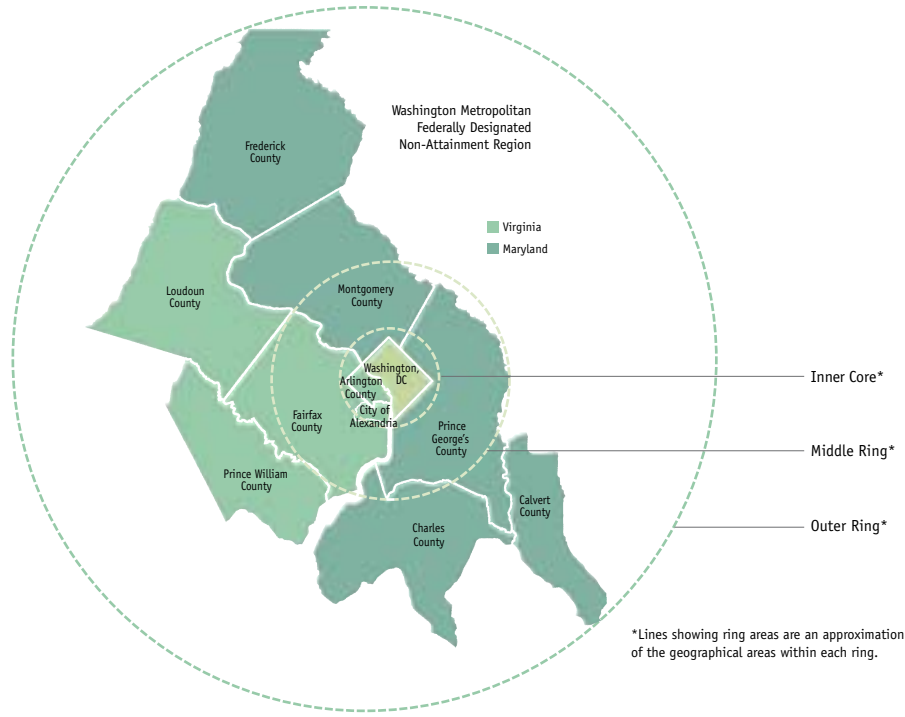 Washington Metropolitan
Federally Designated
Non-Attainment Region
Frederick
County
Virginia
Maryland
Loudoun
County
Montgomery
County
Washington,
DC
Arlington
County
City of
Alexandria
Fairfax
County
Prince
George's
County
Prince William
County
Calvert
County
Charles
County
Inner Core*
Middle Ring*
Outer Ring*
*Lines showing ring areas are an approximation
of the geographical areas within each ring.